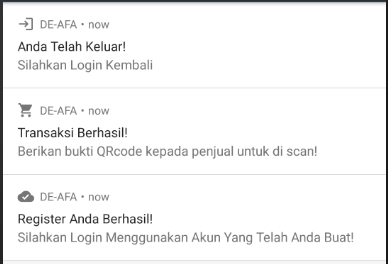 DE-AFA • now
Anda Telah Keluar!
Silahkan Login Kembali
DE-AFA • now
Transaksi Berhasil!
Berikan bukti QRcode kepada penjual untuk di scan!
DE-AFA • now
Register Anda Berhasil!
Silahkan Login Menggunakan Akun Yang Telah Anda Buat!